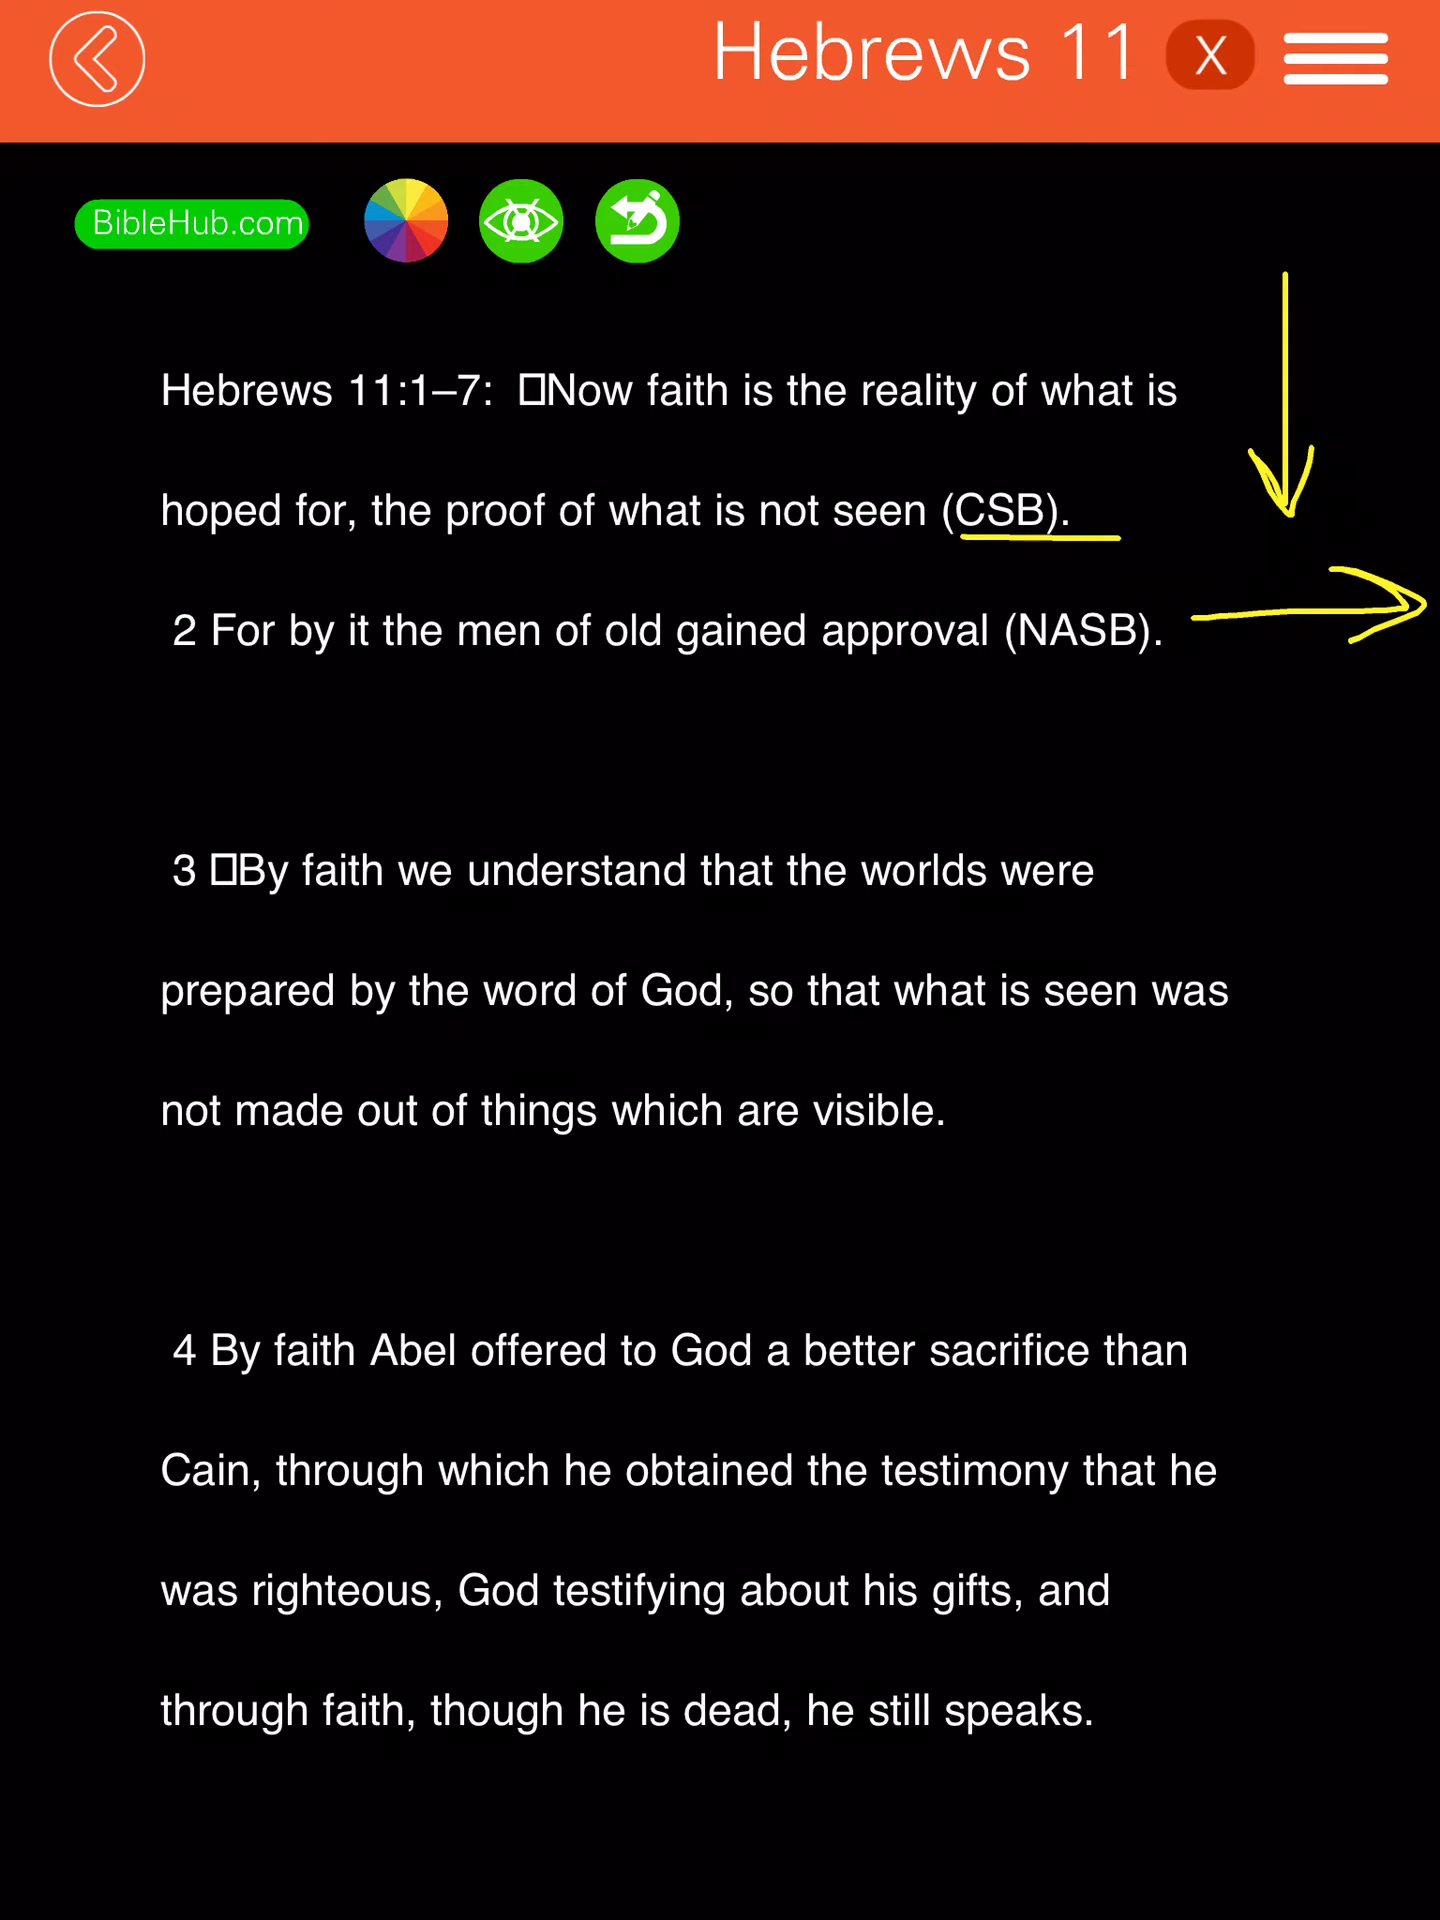 Hebrews 11 X
BibleHub.com
Hebrews 11:1–7: Now faith is the reality of what is
hoped for, the proof of what is not seen (CSB).
2 For by it the men of old gained approval (NASB).
3 By faith we understand that the worlds were
prepared by the word of God, so that what is seen was
not made out of things which are visible.
4 By faith Abel offered to God a better sacrifice than
Cain, through which he obtained the testimony that he
was righteous, God testifying about his gifts, and
through faith, though he is dead, he still speaks.